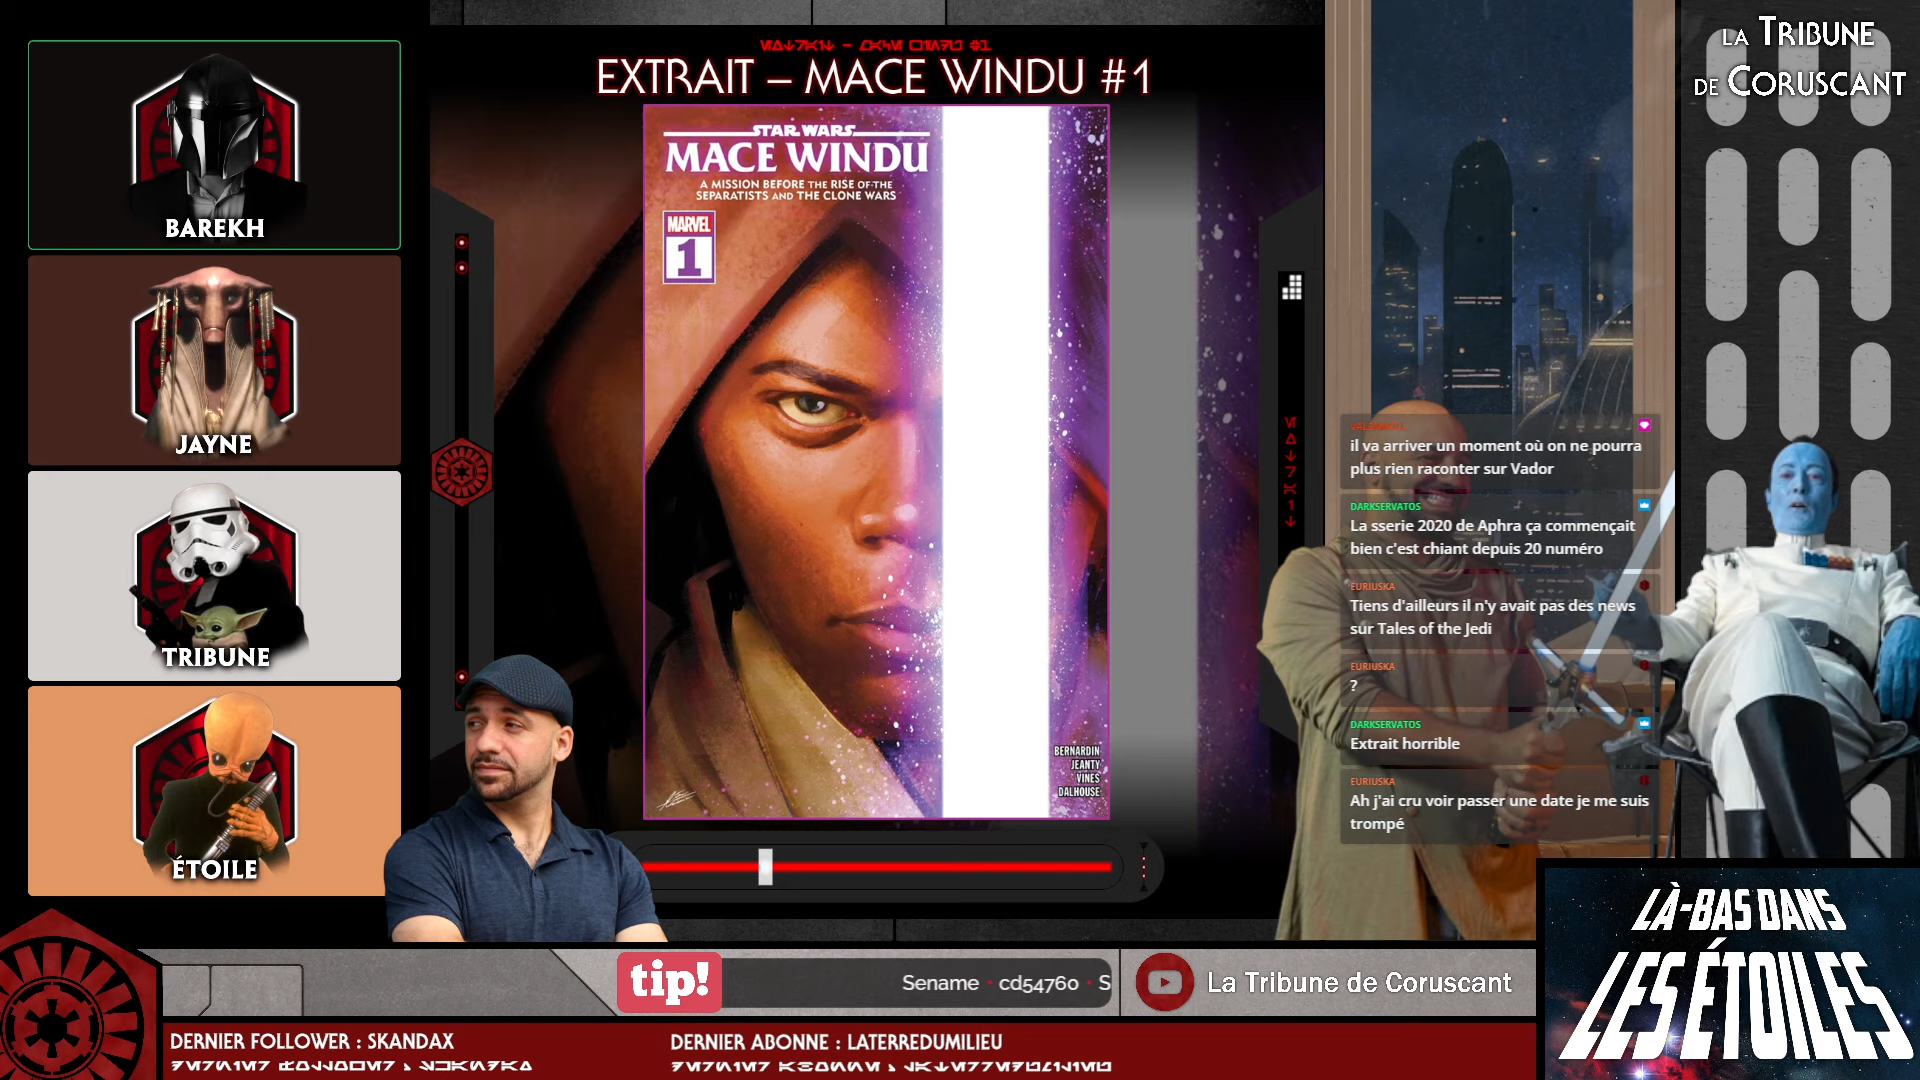 BAREKH
JAYNE
TRIBUNE
ÉTOILE
EXTRAIT – MACE WINDU #1
STAR WARS
MACE WINDU
A MISSION BEFORE THE RISE OF THE
SEPARATISTS AND THE CLONE WARS
MARVEL
1
BERNARDIN
JEANTY
VINES
DALHOUSE
LA TRIBUNE
DE CORUSCANT
il va arriver un moment où on ne pourra
plus rien raconter sur Vador
DARKSERVATOS
La sserie 2020 de Aphra ça commençait
bien c'est chiant depuis 20 numéro
EURIUSKA
Tiens d'ailleurs il n'y avait pas des news
sur Tales of the Jedi
EURIUSKA
?
DARKSERVATOS
Extrait horrible
EURIUSKA
Ah j'ai cru voir passer une date je me suis
trompé
tip!
Sename • cd54760 • S
La Tribune de Coruscant
LÀ-BAS DANS
LES ÉTOILES
DERNIER FOLLOWER : SKANDAX
DERNIER ABONNE : LATERREDUMILIEU